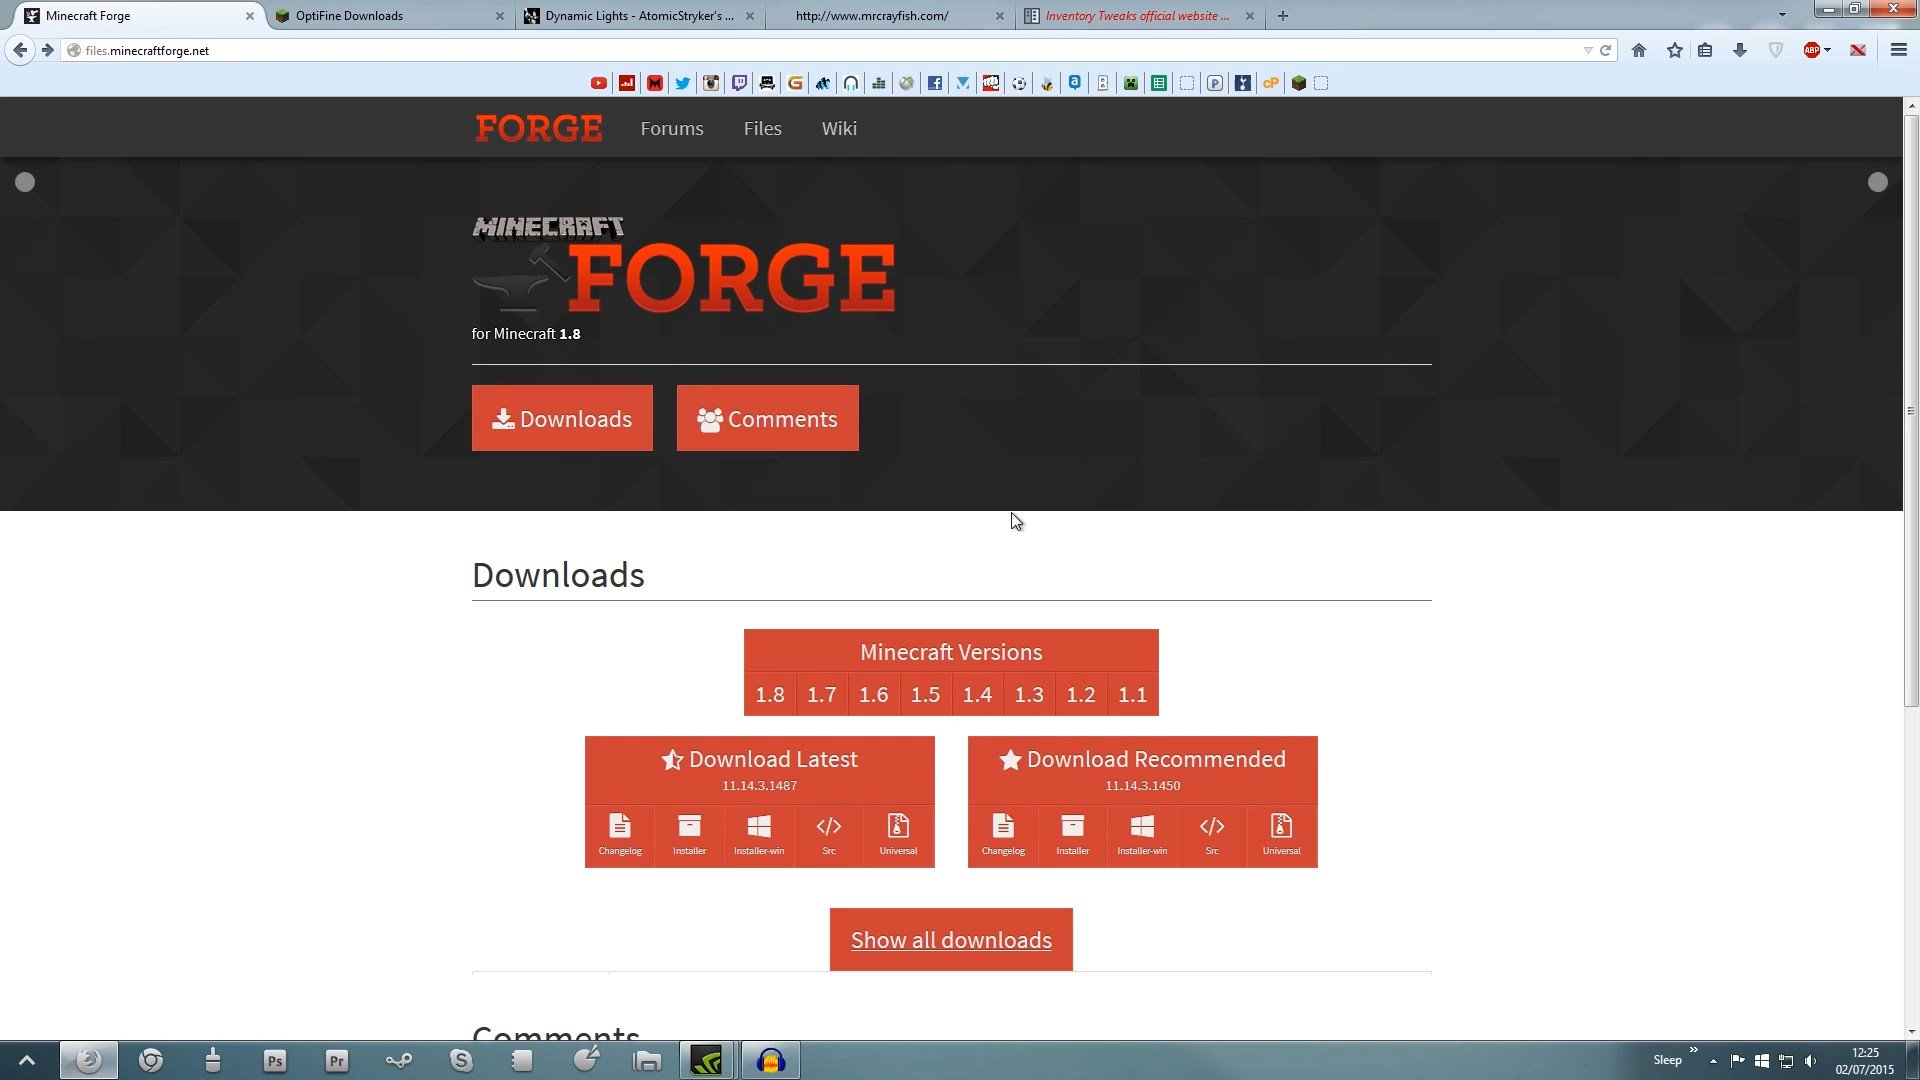 Minecraft Forge
OptiFine Downloads
Dynamic Lights - AtomicStryker's ...
http://www.mrcrayfish.com/
Inventory Tweaks official website ...
files.minecraftforge.net
ABP
FORGE
Forums
Files
Wiki
MINECRAFT
FORGE
for Minecraft 1.8
Downloads
Comments
Downloads
Minecraft Versions
1.8 1.7 1.6 1.5 1.4 1.3 1.2 1.1
Download Latest
11.14.3.1487
Changelog Installer Installer-win Src Universal
Download Recommended
11.14.3.1450
Changelog Installer Installer-win Src Universal
Show all downloads
Comments
Ps
Pr
Sleep
12:25
02/07/2015